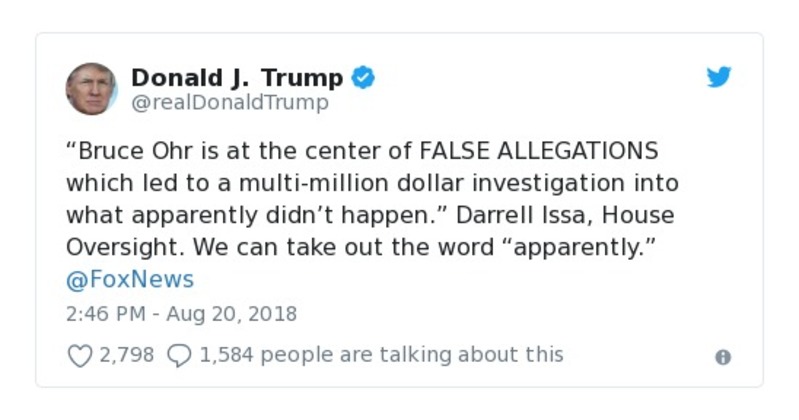 Donald J. Trump
@realDonaldTrump
“Bruce Ohr is at the center of FALSE ALLEGATIONS
which led to a multi-million dollar investigation into
what apparently didn’t happen.” Darrell Issa, House
Oversight. We can take out the word “apparently.”
@FoxNews
2:46 PM - Aug 20, 2018
2,798 1,584 people are talking about this